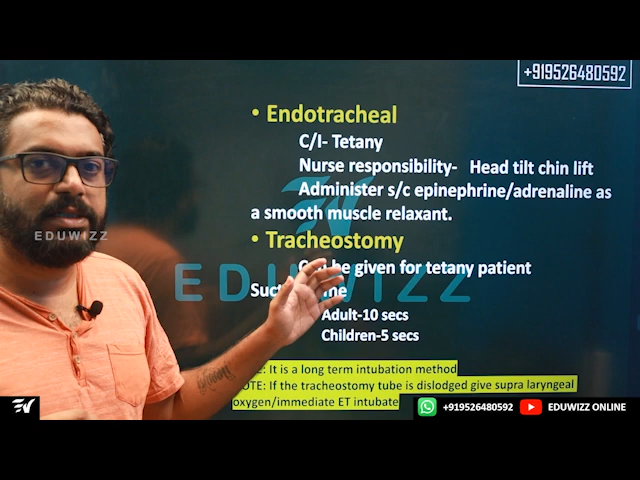 +919526480592
• Endotracheal
C/I- Tetany
Nurse responsibility- Head tilt chin lift
Administer s/c epinephrine/adrenaline as
a smooth muscle relaxant.
• Tracheostomy
be given for tetany patient
EDUWIZZ
EDUWIZZ
Adult-10 secs
Children-5 secs
It is a long term intubation method
If the tracheostomy tube is dislodged give supra laryngeal
oxygen/immediate ET intubate
+919526480592 EDUWIZZ ONLINE